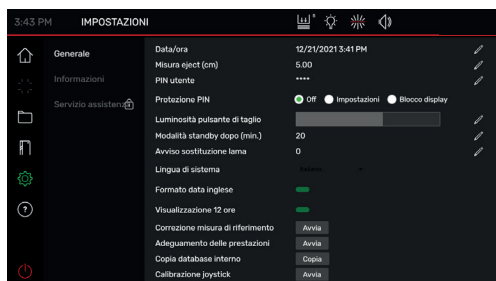 3:43 PM IMPOSTAZIONI
Generale
Informazioni
Servizio assistenza
Data/ora 12/21/2021 3:41 PM
Misura eject (cm) 5.00
PIN utente ****
Protezione PIN Off Impostazioni Blocco display
Luminosità pulsante di taglio
Modalità standby dopo (min.) 20
Avviso sostituzione lama 0
Lingua di sistema Italiano
Formato data inglese
Visualizzazione 12 ore
Correzione misura di riferimento Avvia
Adeguamento delle prestazioni Avvia
Copia database interno Copia
Calibrazione joystick Avvia